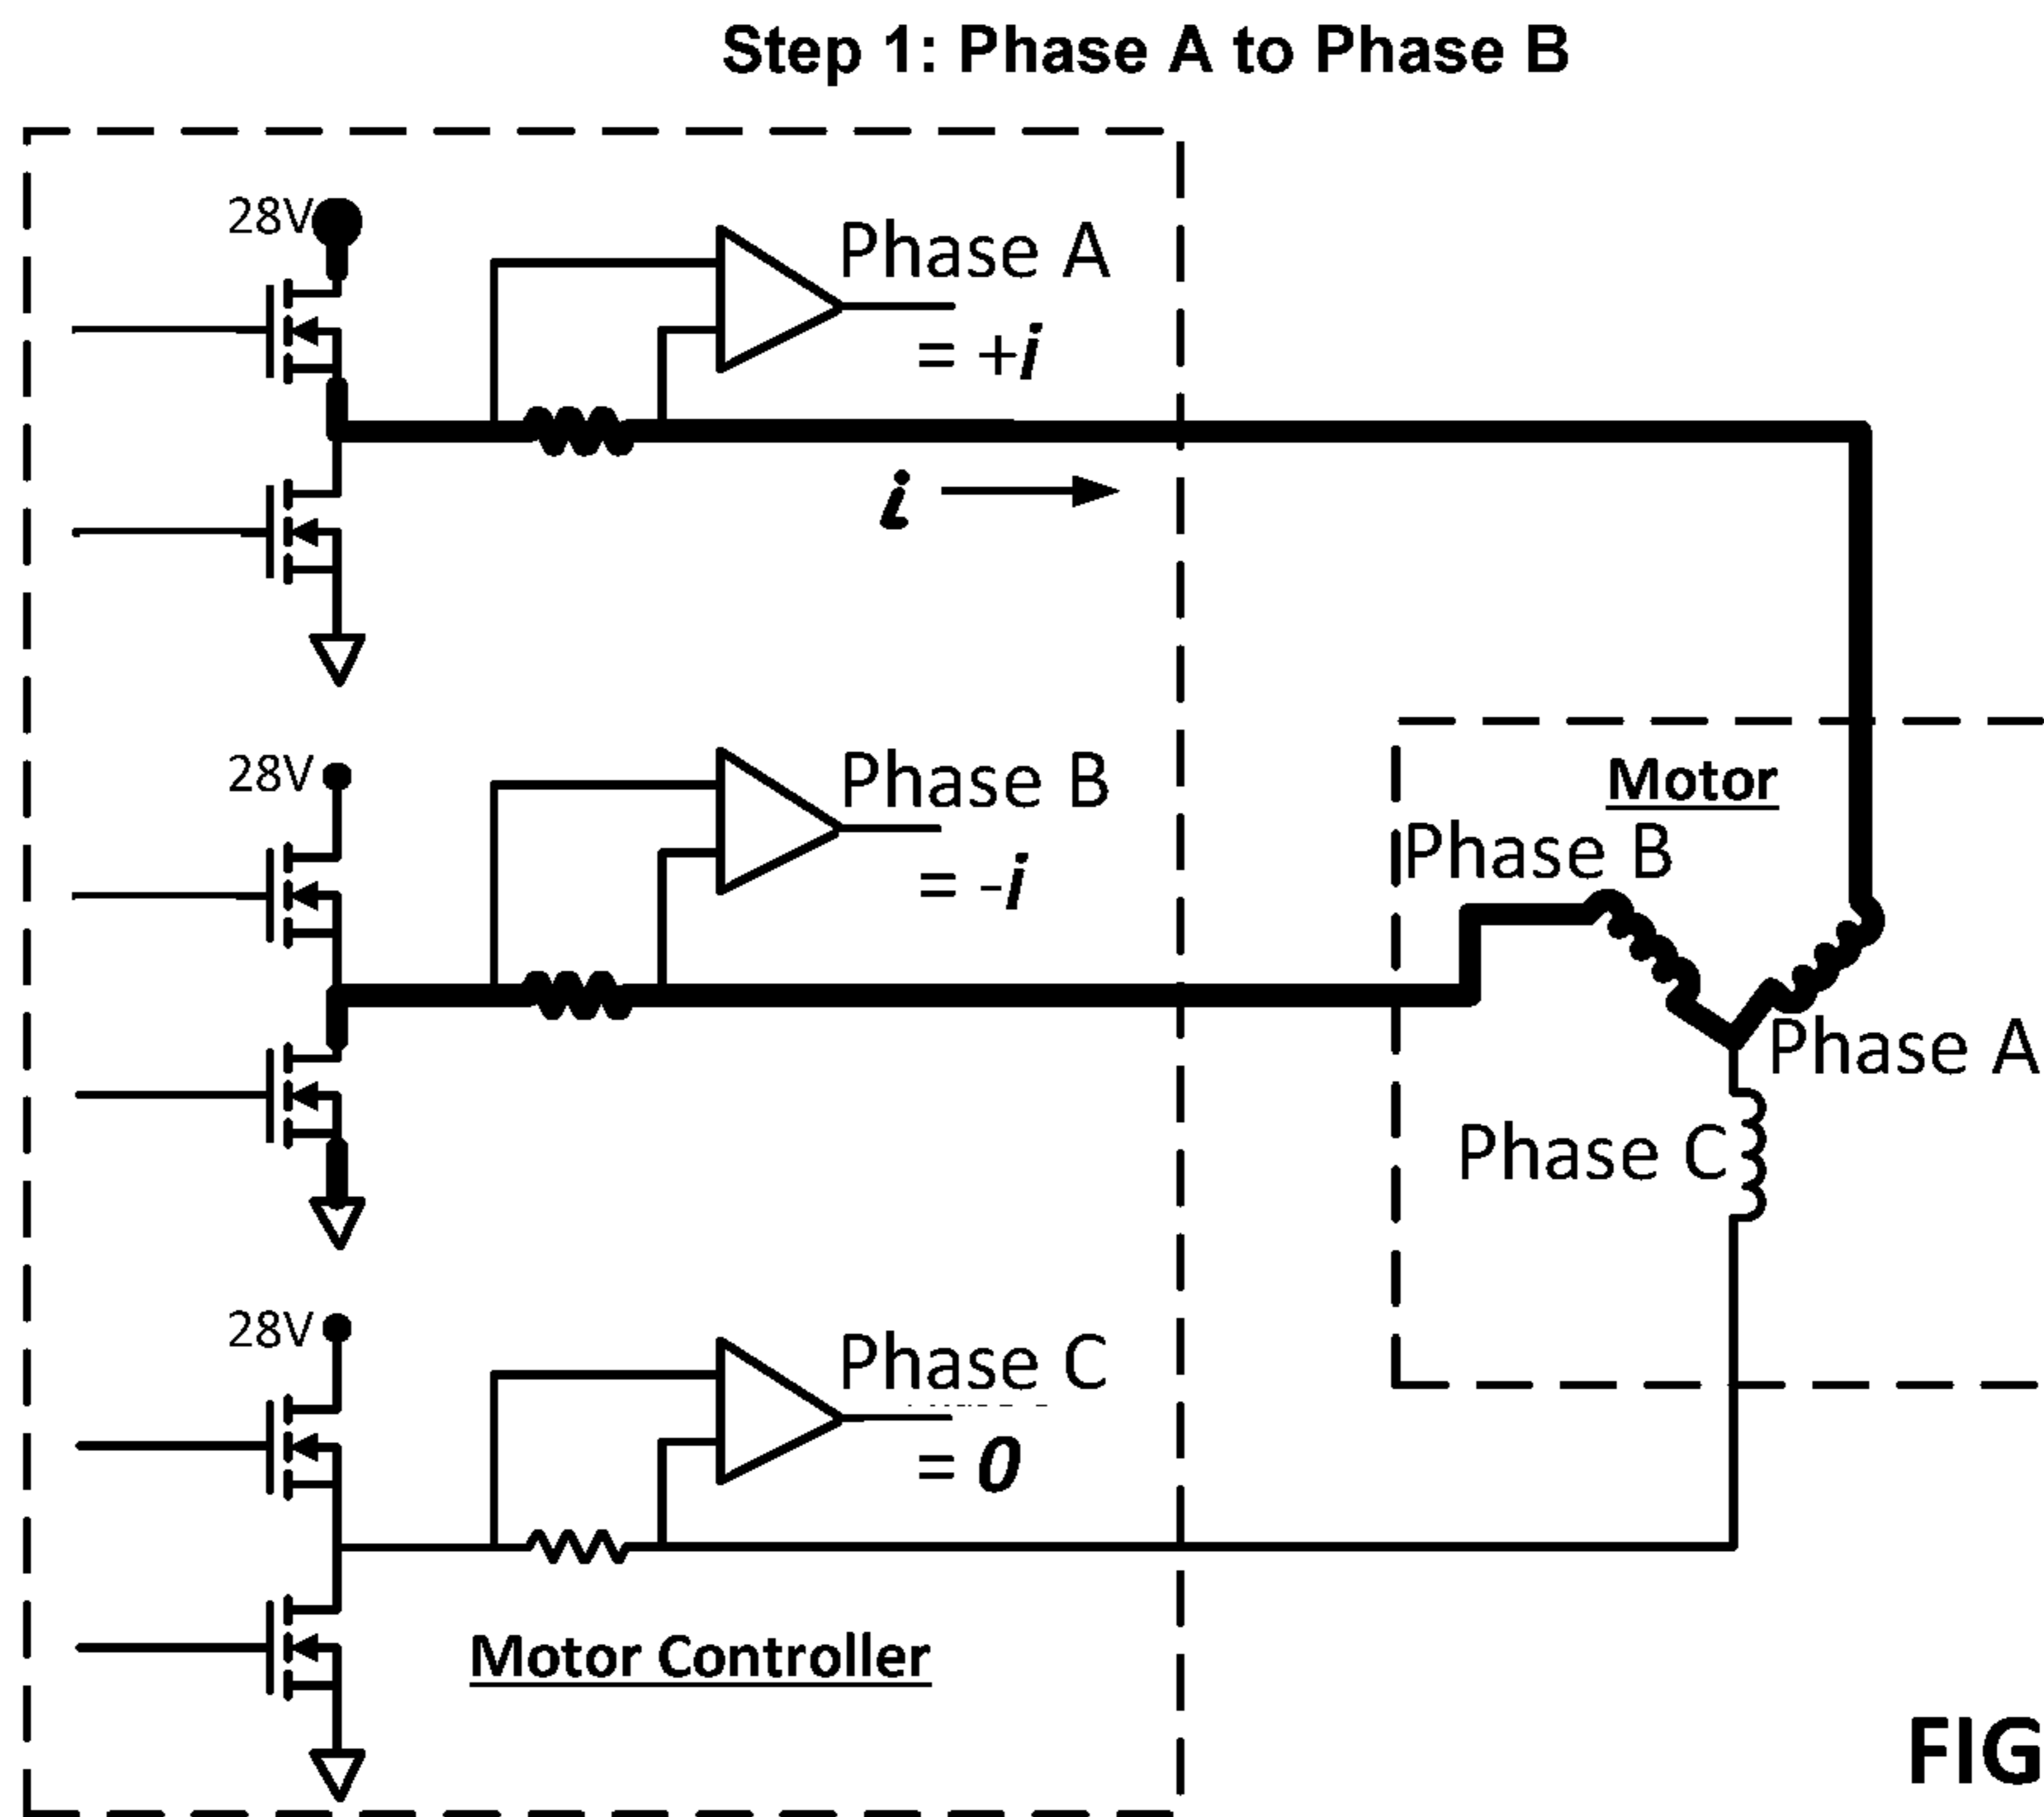 Step 1: Phase A to Phase B
28V
Phase A
= +i
i
28V
Phase B
= -i
Motor
Phase B
Phase A
Phase C
28V
Phase C
= 0
Motor Controller
FIG